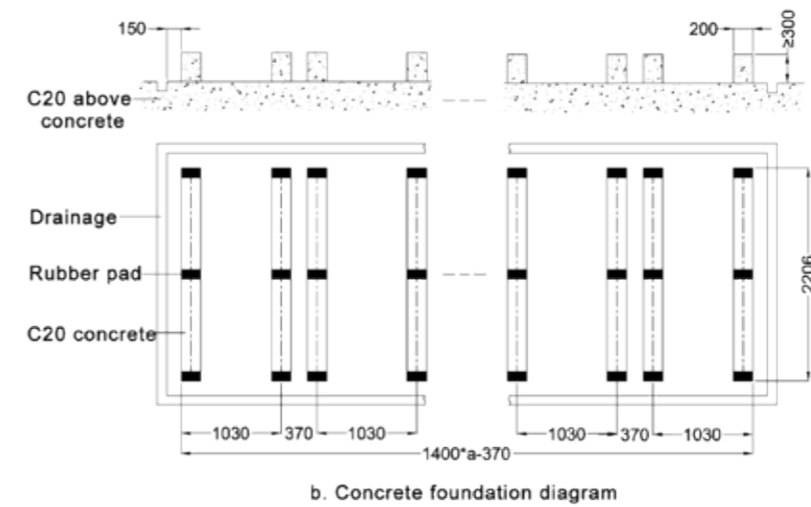 150
200
≥300
C20 above
concrete
Drainage
Rubber pad
C20 concrete
2206
1030 370 1030
1030 370 1030
1400*a-370
b. Concrete foundation diagram